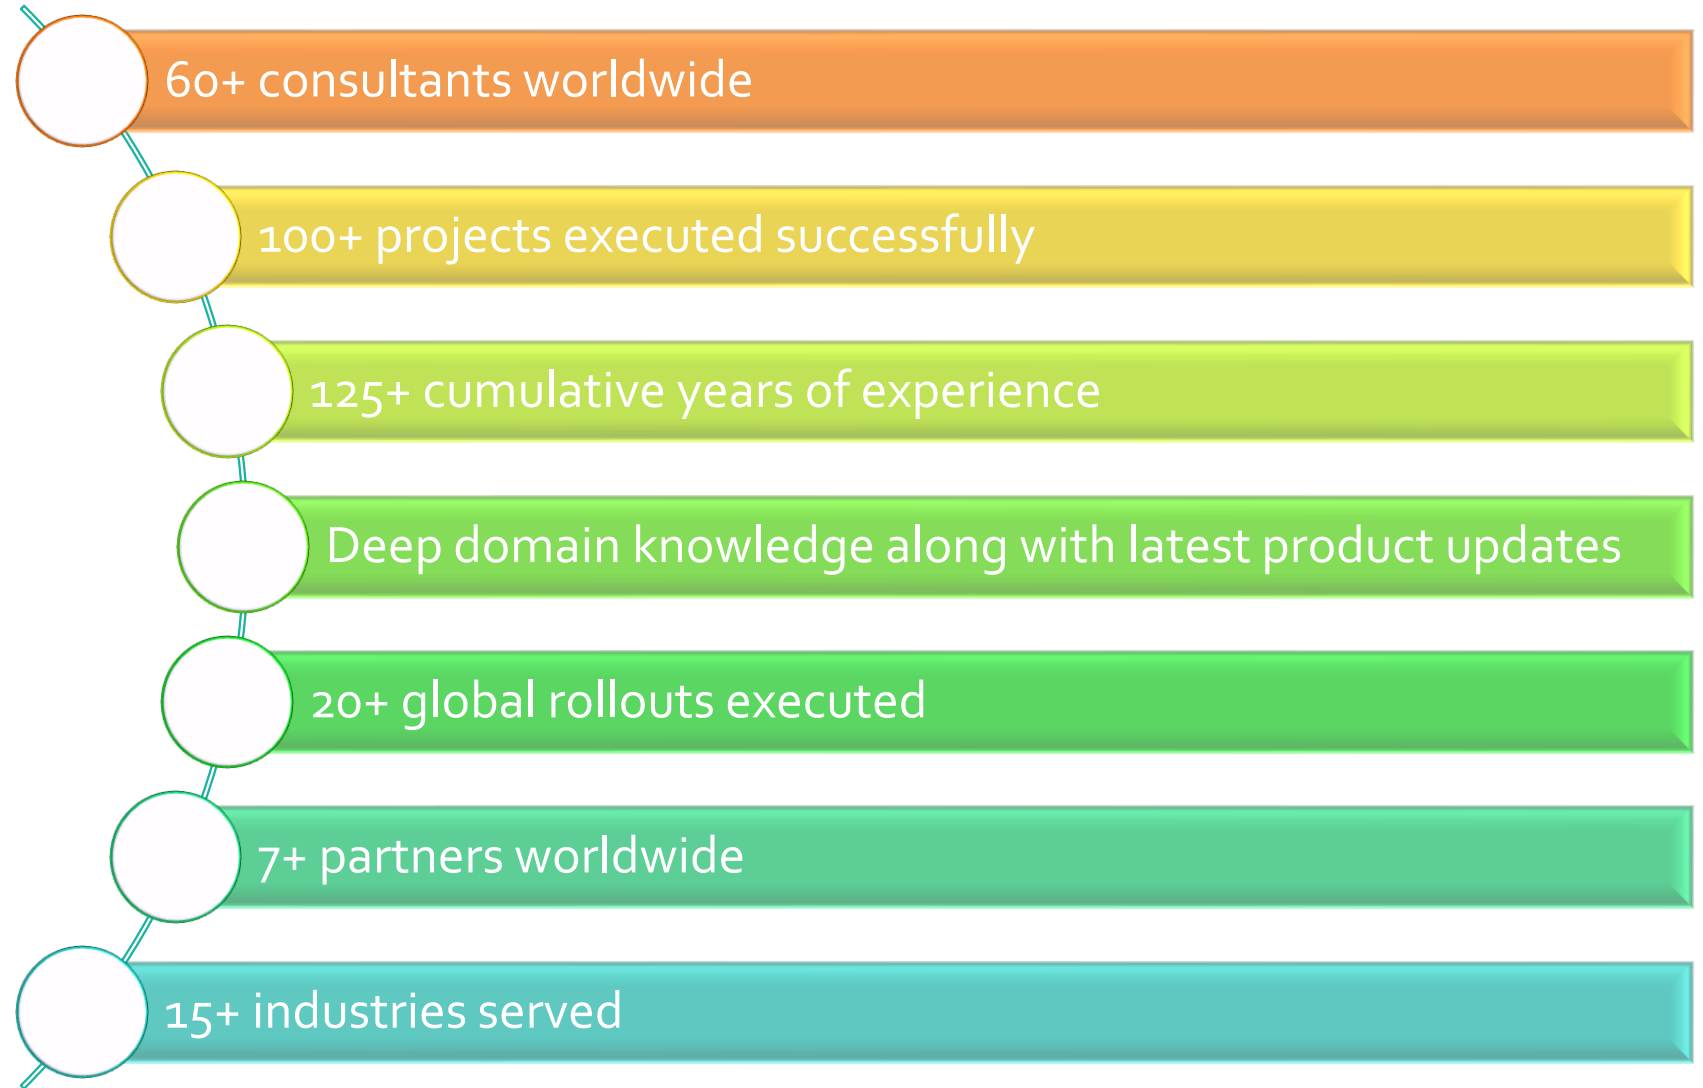 60+ consultants worldwide
100+ projects executed successfully
125+ cumulative years of experience
Deep domain knowledge along with latest product updates
20+ global rollouts executed
7+ partners worldwide
15+ industries served